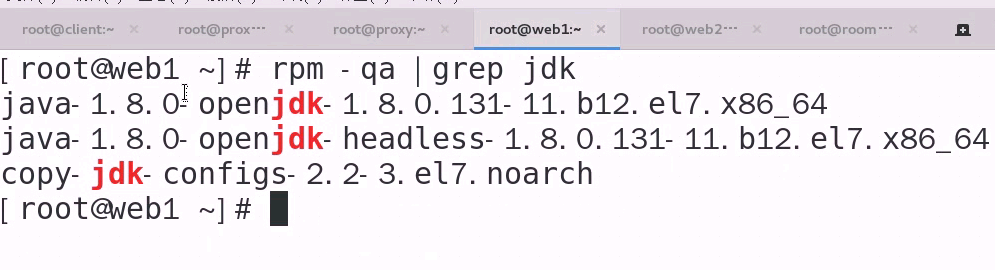 root@client:~ × root@prox··· × root@proxy:~ × root@web1:~ × root@web2··· × root@room··· ×
[root@web1 ~]# rpm -qa |grep jdk
java-1.8.0-openjdk-1.8.0.131-11.b12.el7.x86_64
java-1.8.0-openjdk-headless-1.8.0.131-11.b12.el7.x86_64
copy-jdk-configs-2.2-3.el7.noarch
[root@web1 ~]#